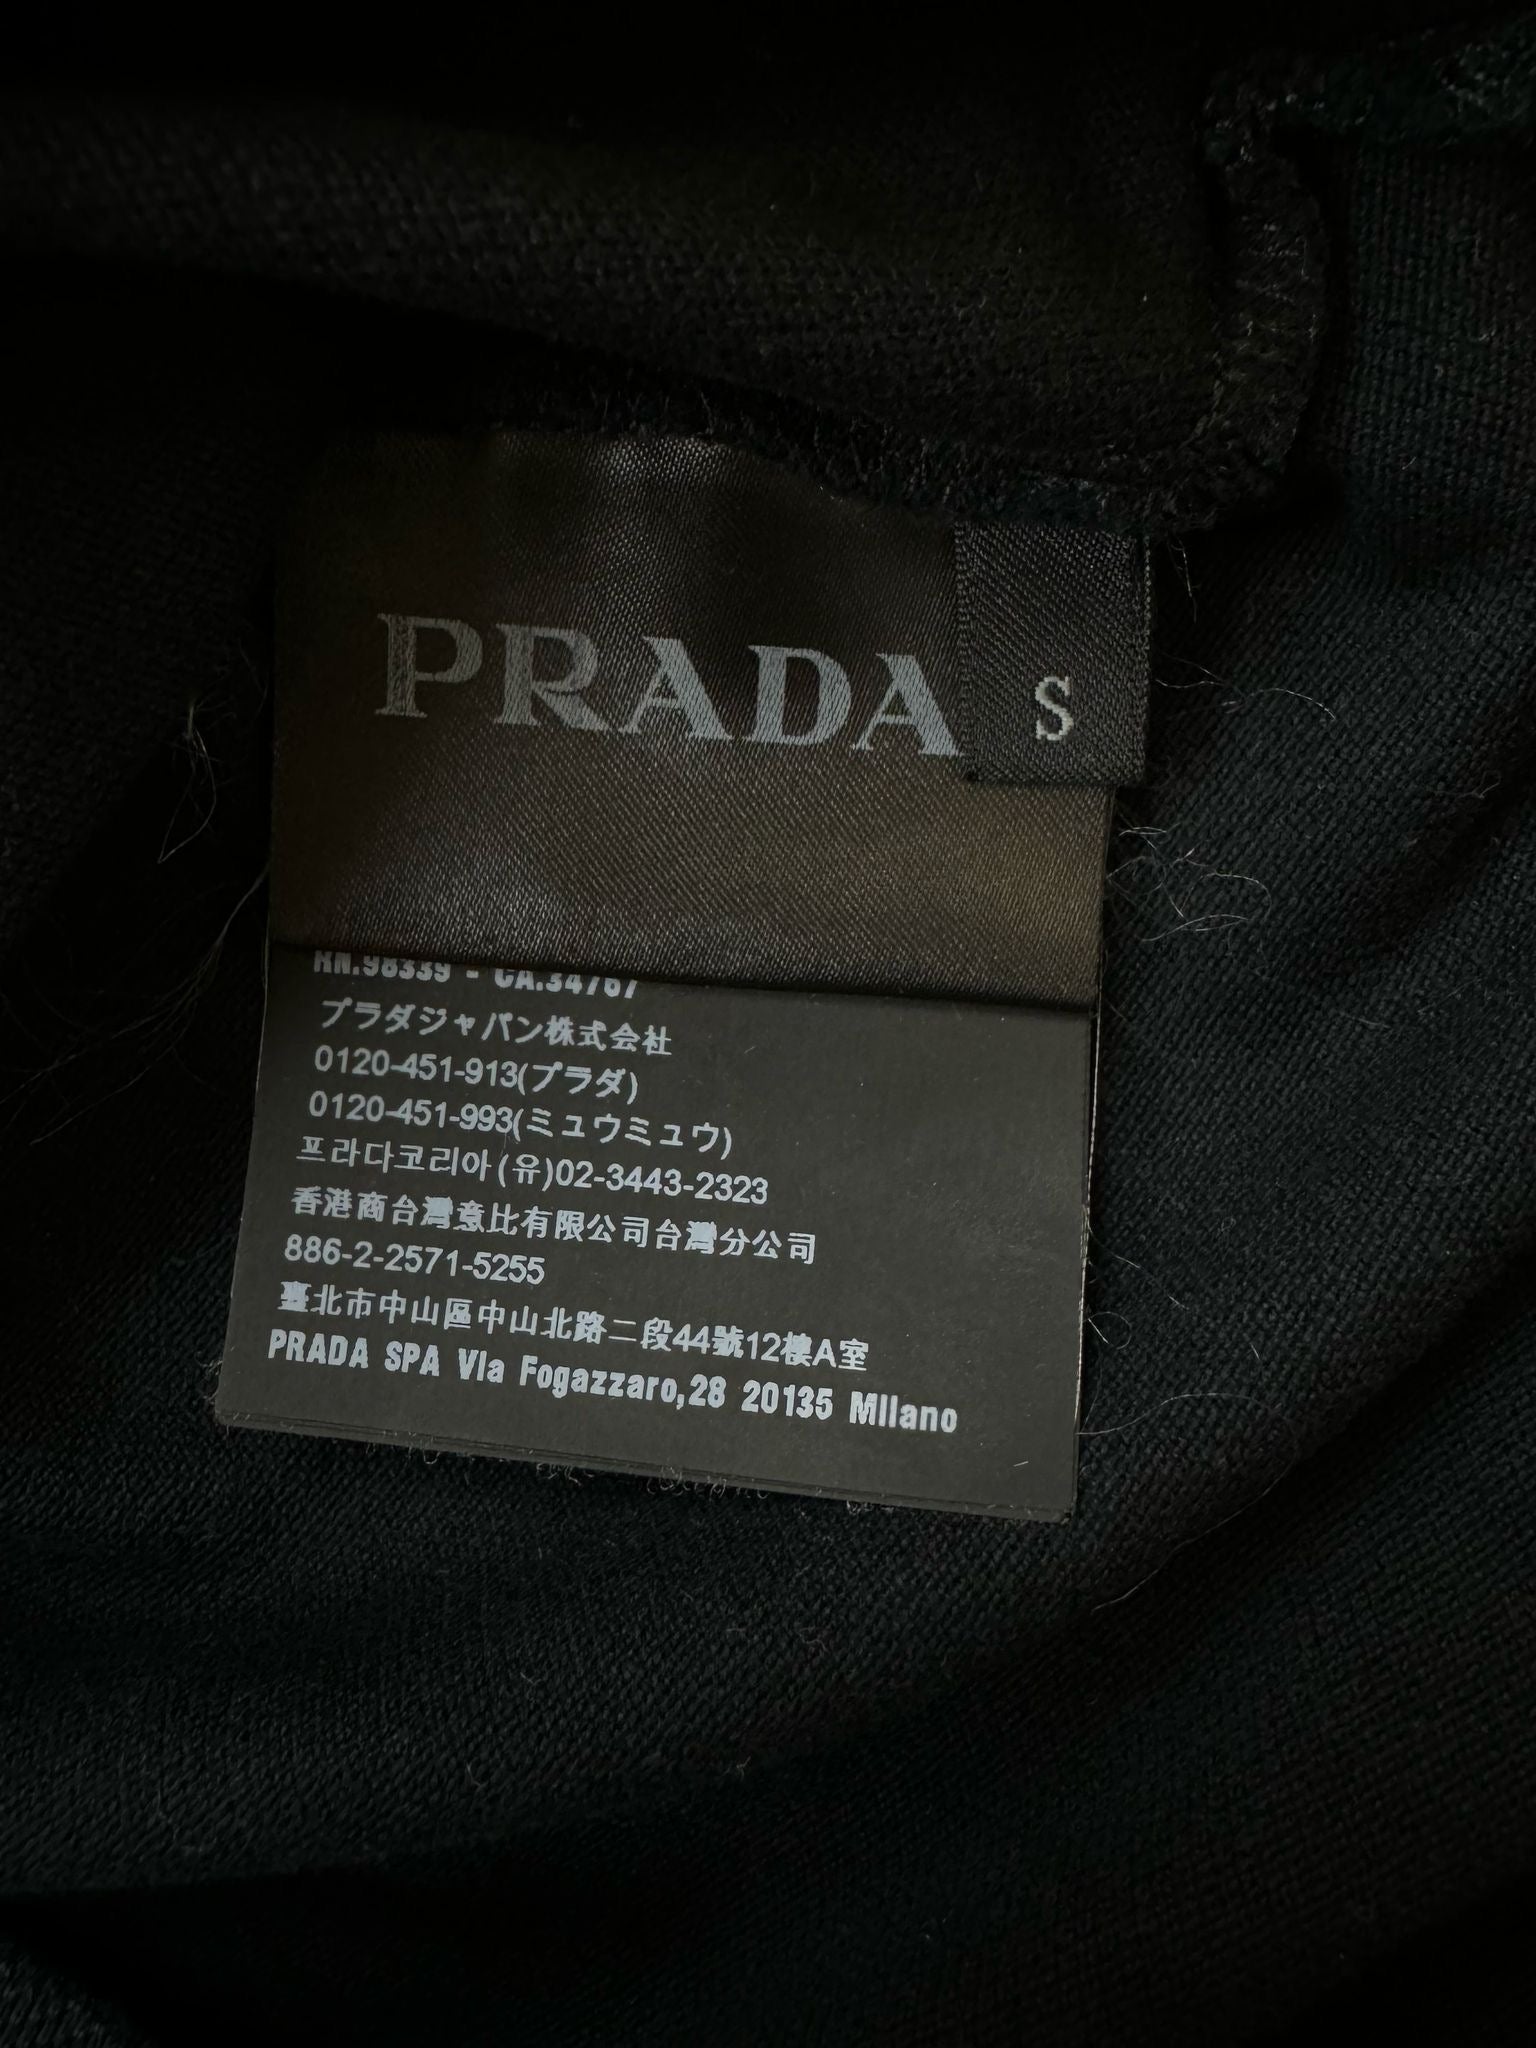 PRADA
S
RN.98339 - CA.34767
プラダジャパン株式会社
0120-451-913(プラダ)
0120-451-993(ミュウミュウ)
프라다코리아(유)02-3443-2323
香港商台灣意比有限公司台灣分公司
886-2-2571-5255
臺北市中山區中山北路二段44號12樓A室
PRADA SPA Via Fogazzaro,28 20135 Milano